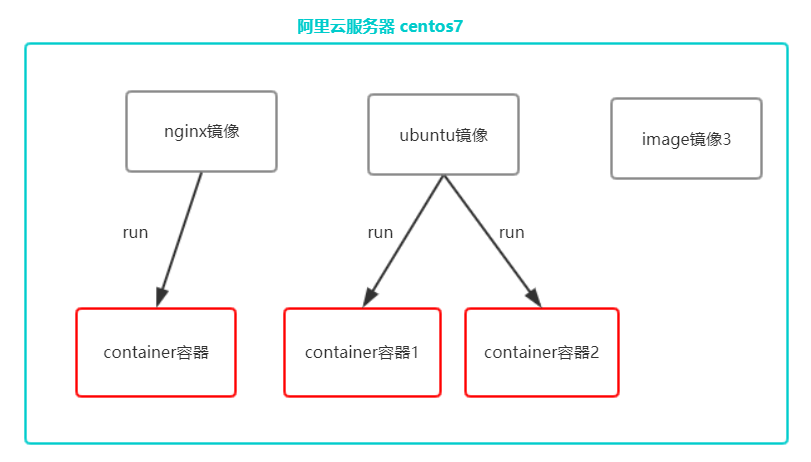 阿里云服务器 centos7
nginx镜像
ubuntu镜像
image镜像3
run
run
run
container容器
container容器1
container容器2